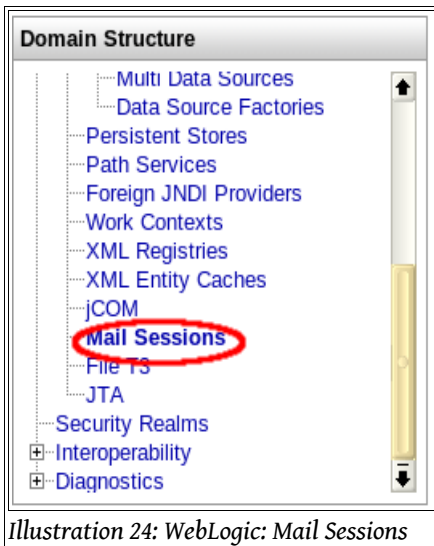 Domain Structure
Multi Data Sources
Data Source Factories
Persistent Stores
Path Services
Foreign JNDI Providers
Work Contexts
XML Registries
XML Entity Caches
jCOM
Mail Sessions
File T3
JTA
Security Realms
Interoperability
Diagnostics
Illustration 24: WebLogic: Mail Sessions